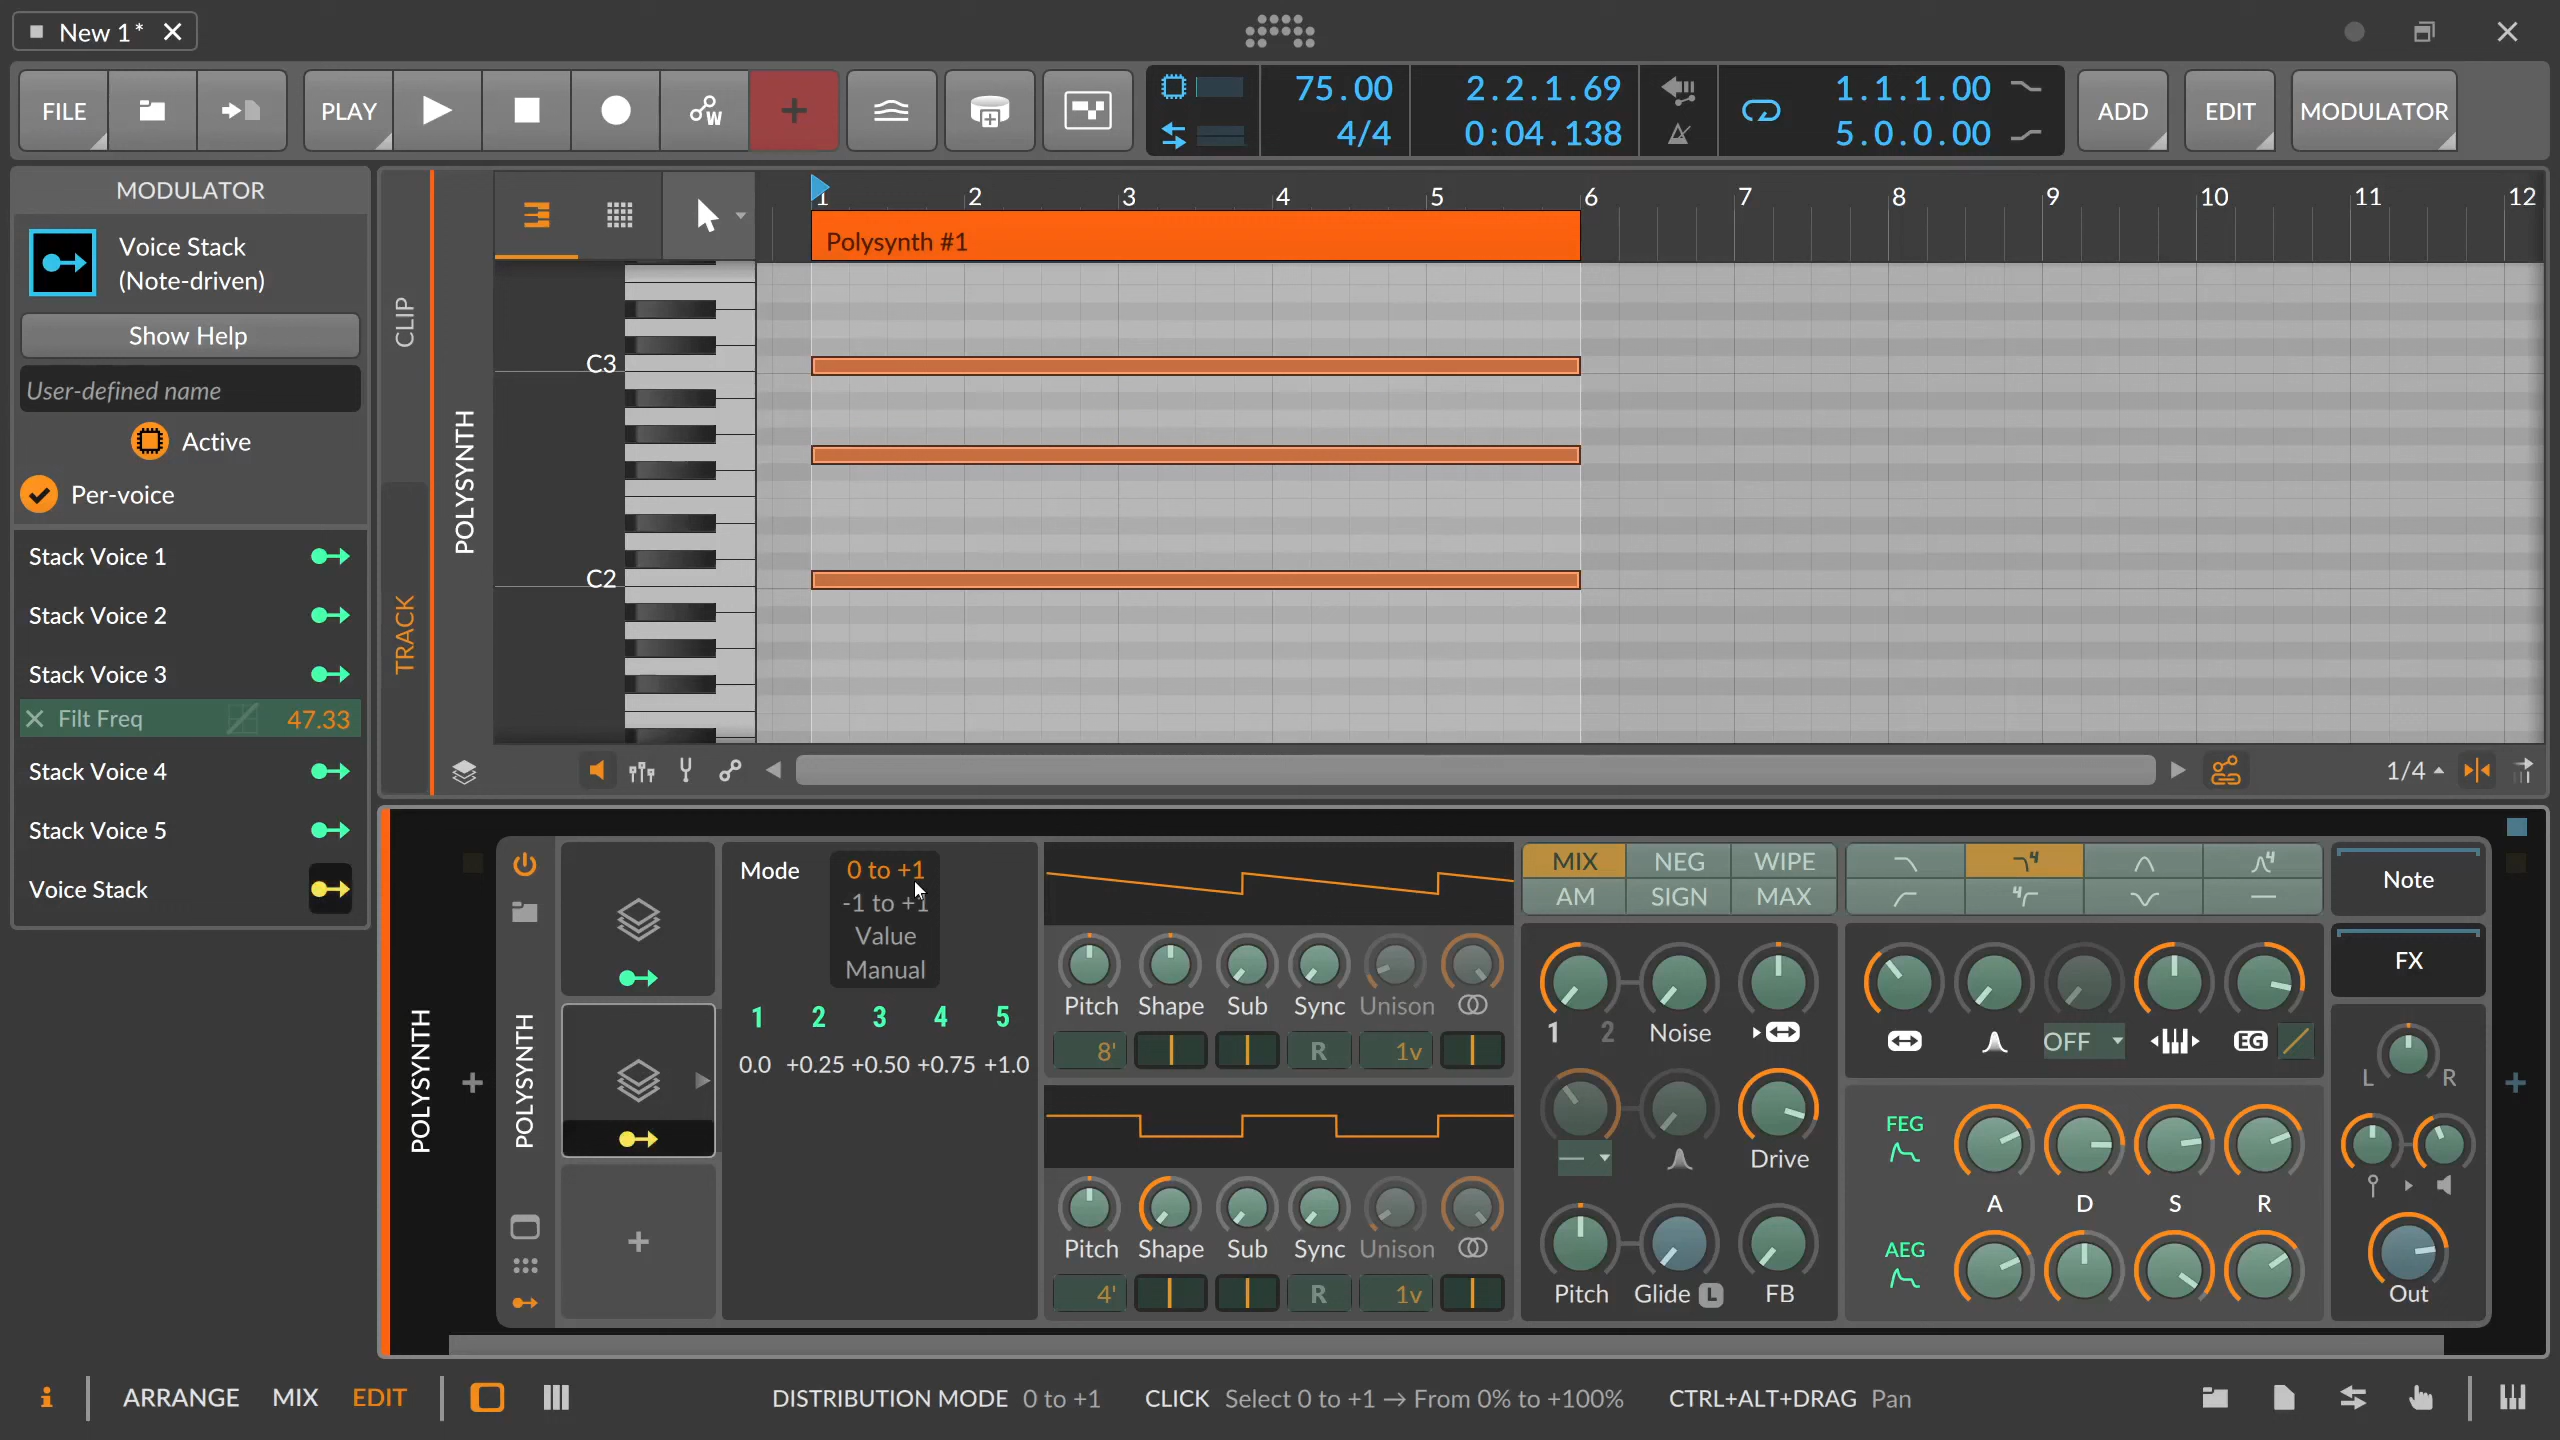 New 1*
FILE
PLAY
W
75.00
4/4
2.2.1.69
0:04.138
1.1.1.00
5.0.0.00
ADD
EDIT
MODULATOR
MODULATOR
Voice Stack
(Note-driven)
Show Help
User-defined name
Active
Per-voice
Stack Voice 1
Stack Voice 2
Stack Voice 3
Filt Freq 47.33
Stack Voice 4
Stack Voice 5
Voice Stack
CLIP
TRACK
POLYSYNTH
1 2 3 4 5 6 7 8 9 10 11 12
Polysynth #1
C3
C2
1/4
POLYSYNTH
POLYSYNTH
Mode
0 to +1
-1 to +1
Value
Manual
1 2 3 4 5
0.0 +0.25 +0.50 +0.75 +1.0
Pitch Shape Sub Sync Unison
8' R 1v
Pitch Shape Sub Sync Unison
4' R 1v
MIX NEG WIPE
AM SIGN MAX
1 2 Noise
Drive
Pitch Glide L FB
4 4
4
OFF EG
FEG
A D S R
AEG
Note
FX
L R
Out
i ARRANGE MIX EDIT
DISTRIBUTION MODE 0 to +1 CLICK Select 0 to +1 → From 0% to +100% CTRL+ALT+DRAG Pan